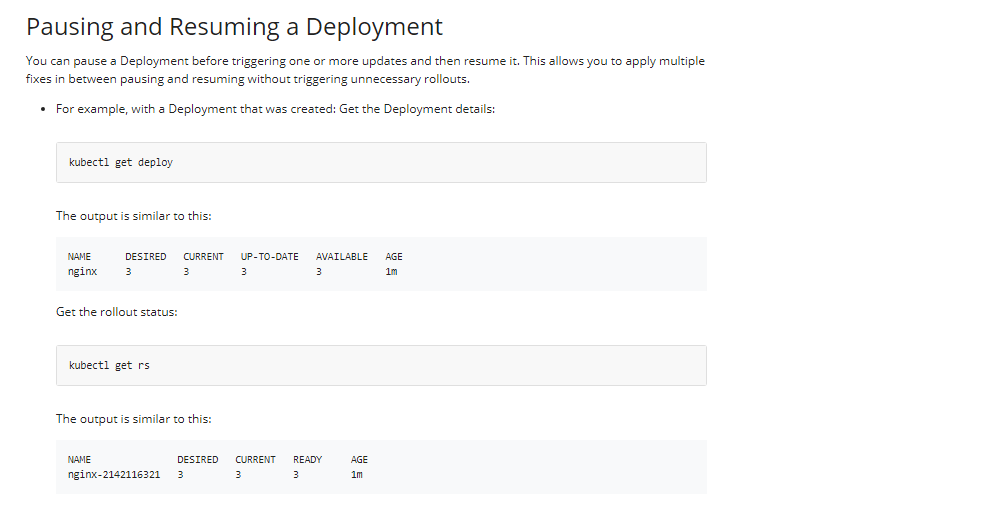 Pausing and Resuming a Deployment
You can pause a Deployment before triggering one or more updates and then resume it. This allows you to apply multiple
fixes in between pausing and resuming without triggering unnecessary rollouts.
• For example, with a Deployment that was created: Get the Deployment details:
kubectl get deploy
The output is similar to this:
NAME DESIRED CURRENT UP-TO-DATE AVAILABLE AGE
nginx 3 3 3 3 1m
Get the rollout status:
kubectl get rs
The output is similar to this:
NAME DESIRED CURRENT READY AGE
nginx-2142116321 3 3 3 1m